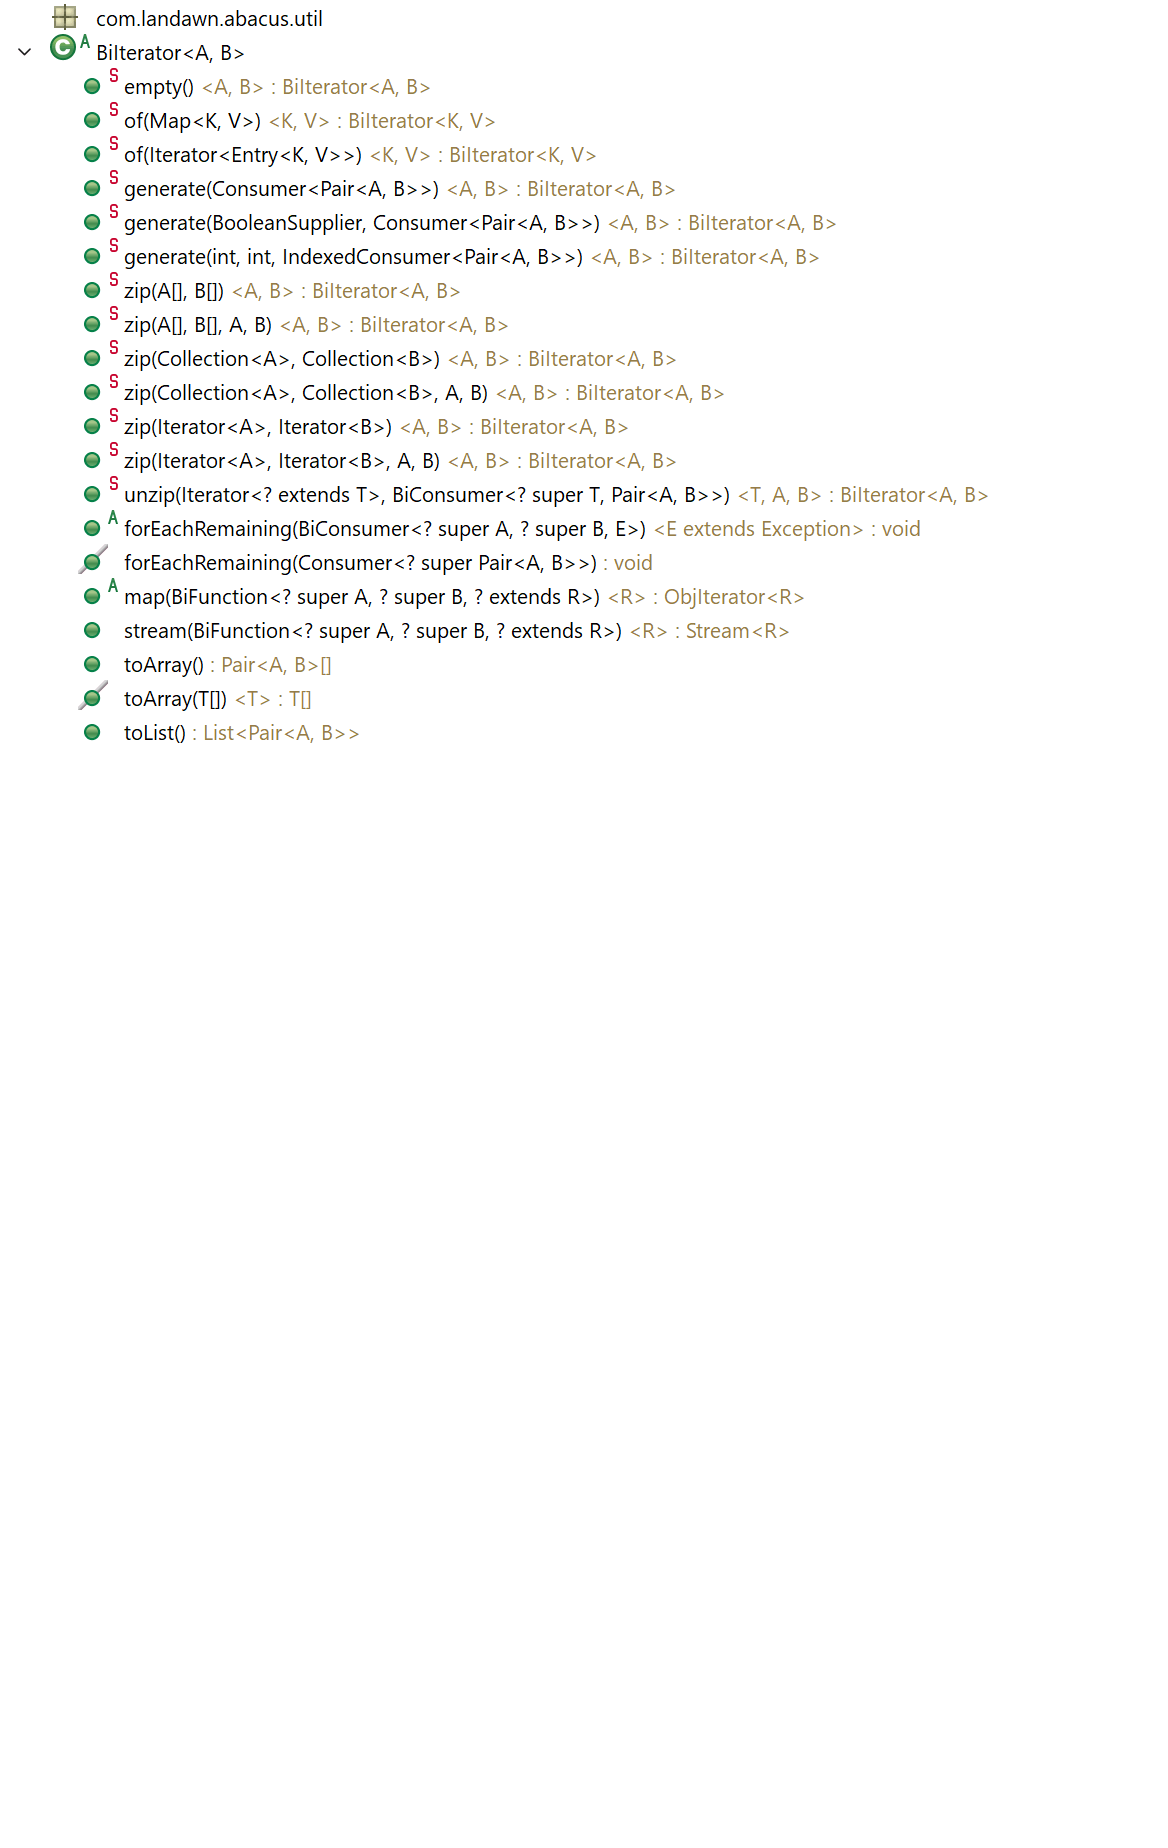 com.landawn.abacus.util
C A BiIterator<A, B>
S empty() <A, B> : BiIterator<A, B>
S of(Map<K, V>) <K, V> : BiIterator<K, V>
S of(Iterator<Entry<K, V>>) <K, V> : BiIterator<K, V>
S generate(Consumer<Pair<A, B>>) <A, B> : BiIterator<A, B>
S generate(BooleanSupplier, Consumer<Pair<A, B>>) <A, B> : BiIterator<A, B>
S generate(int, int, IndexedConsumer<Pair<A, B>>) <A, B> : BiIterator<A, B>
S zip(A[], B[]) <A, B> : BiIterator<A, B>
S zip(A[], B[], A, B) <A, B> : BiIterator<A, B>
S zip(Collection<A>, Collection<B>) <A, B> : BiIterator<A, B>
S zip(Collection<A>, Collection<B>, A, B) <A, B> : BiIterator<A, B>
S zip(Iterator<A>, Iterator<B>) <A, B> : BiIterator<A, B>
S zip(Iterator<A>, Iterator<B>, A, B) <A, B> : BiIterator<A, B>
S unzip(Iterator<? extends T>, BiConsumer<? super T, Pair<A, B>>) <T, A, B> : BiIterator<A, B>
A forEachRemaining(BiConsumer<? super A, ? super B, E>) <E extends Exception> : void
forEachRemaining(Consumer<? super Pair<A, B>>) : void
A map(BiFunction<? super A, ? super B, ? extends R>) <R> : ObjIterator<R>
stream(BiFunction<? super A, ? super B, ? extends R>) <R> : Stream<R>
toArray() : Pair<A, B>[]
toArray(T[]) <T> : T[]
toList() : List<Pair<A, B>>